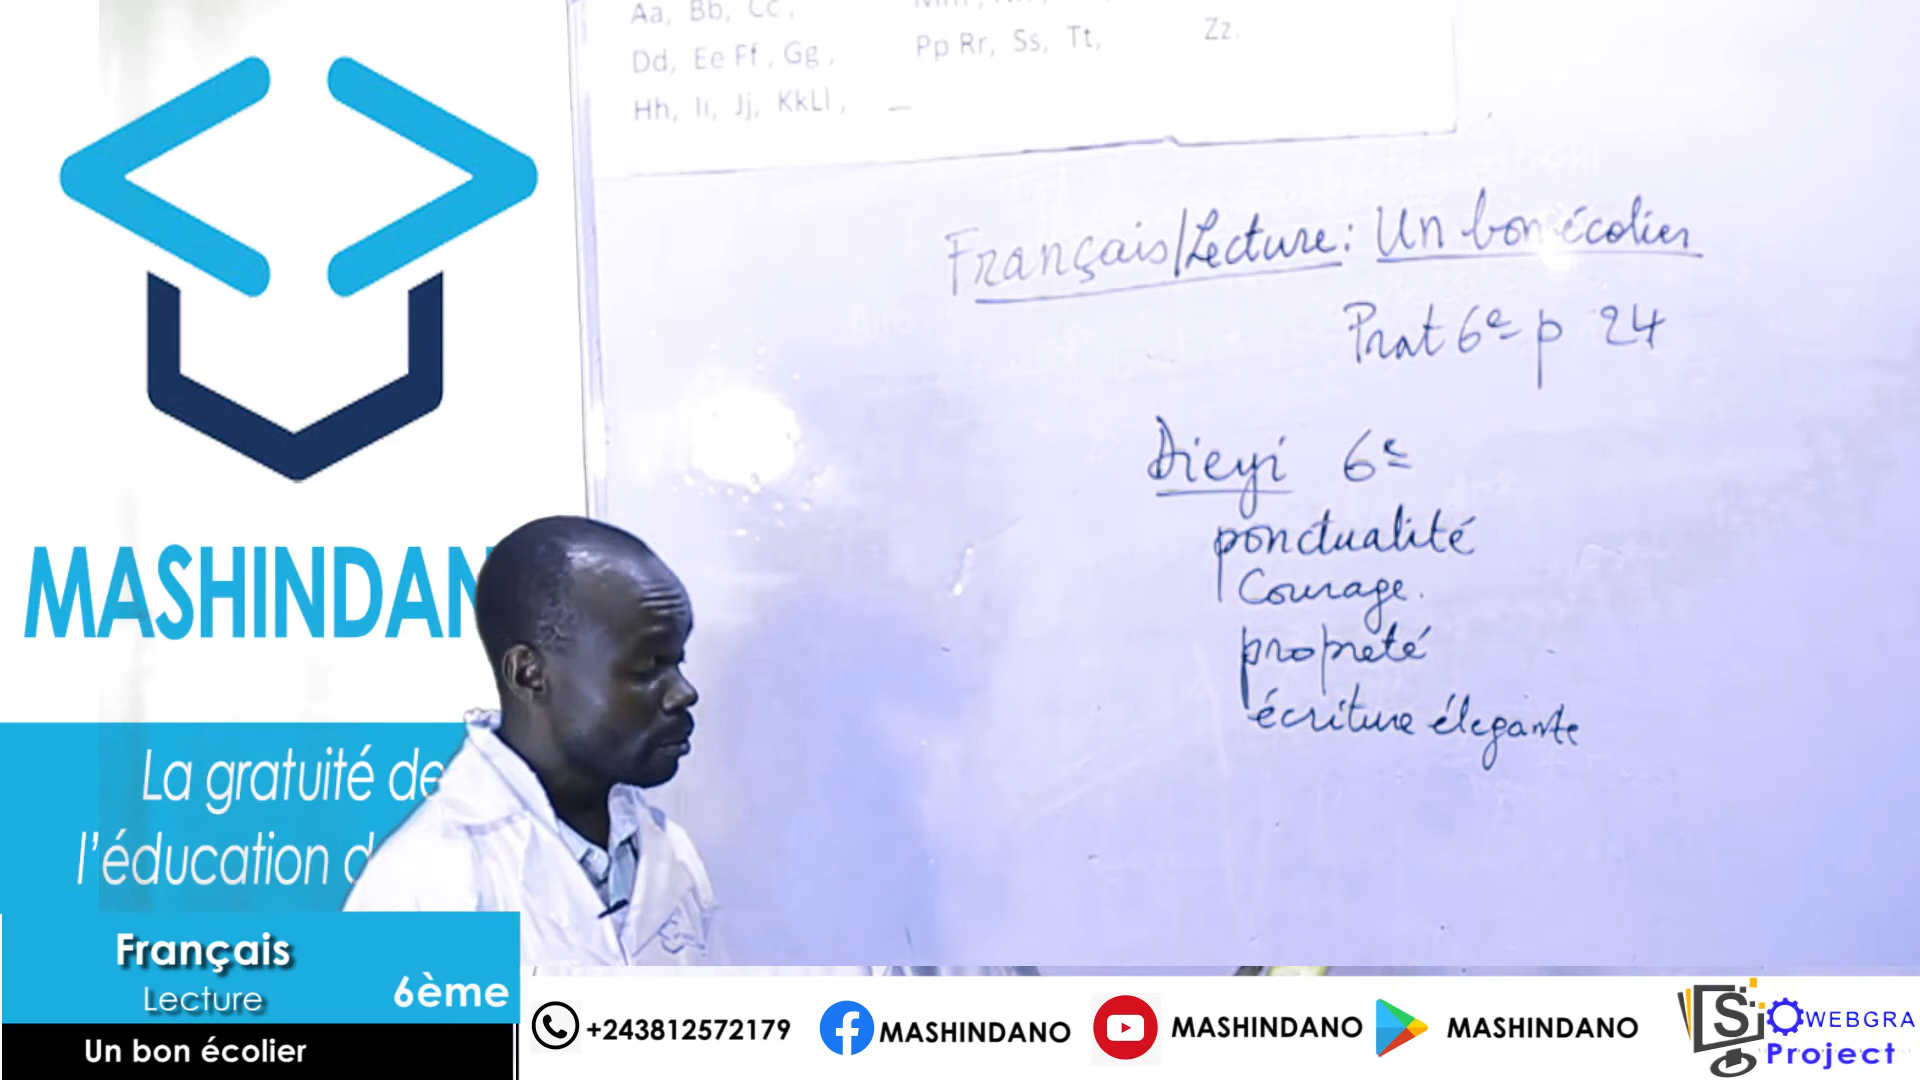 Aa, Bb, Cc,
Dd, Ee Ff, Gg,
Hh, Ii, Jj, KkLl,
Pp Rr, Ss, Tt,
Zz.
Français/Lecture: Un bon écolier
Prat 6e p 24
Dieyi 6e
ponctualité
Courage.
propreté
écriture élegante
MASHINDAN
La gratuité de
l'éducation d
Français
Lecture
6ème
Un bon écolier
+243812572179
MASHINDANO
MASHINDANO
MASHINDANO
WEBGRA
Project